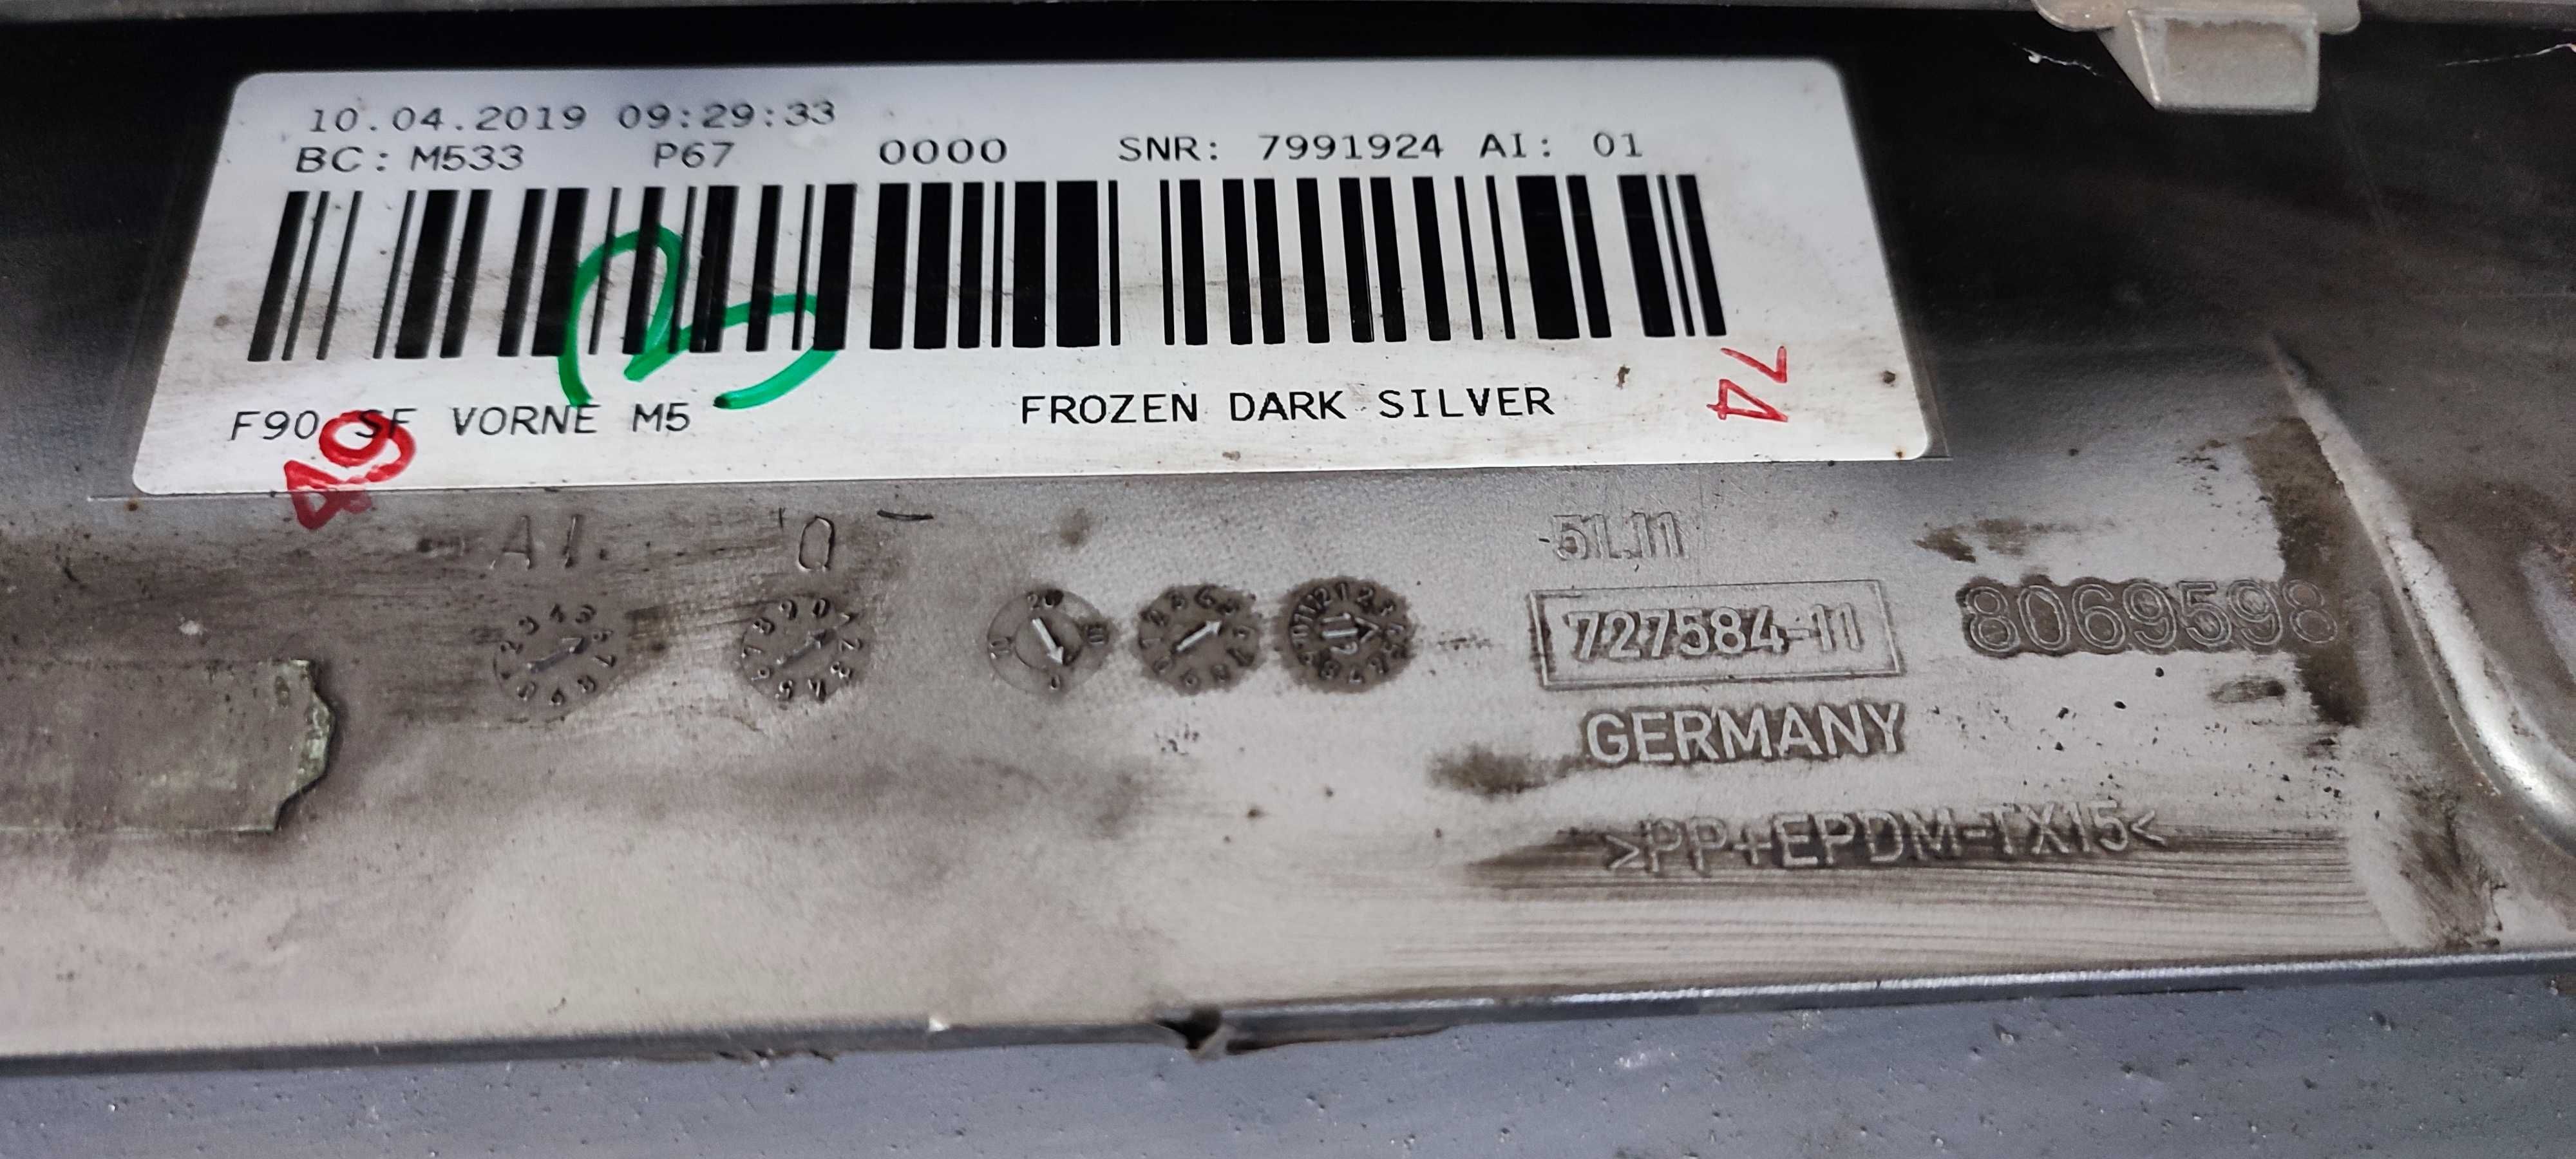 10.04.2019 09:29:33
BC: M533 P67 0000 SNR: 7991924 AI: 01
74
F90 SF VORNE M5 FROZEN DARK SILVER
AI. Q
51.11
727584-11 8069598
GERMANY
>PP+EPDM-TX15<